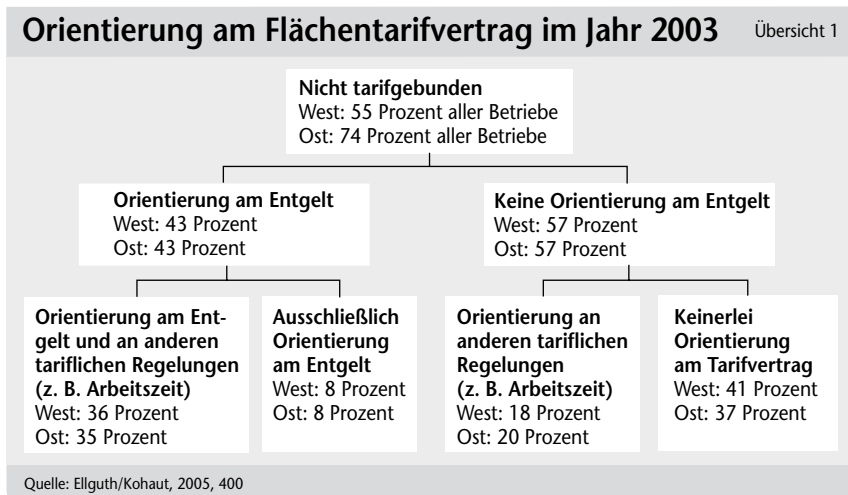 Orientierung am Flächentarifvertrag im Jahr 2003
Übersicht 1
Nicht tarifgebunden
West: 55 Prozent aller Betriebe
Ost: 74 Prozent aller Betriebe
Orientierung am Entgelt
West: 43 Prozent
Ost: 43 Prozent
Keine Orientierung am Entgelt
West: 57 Prozent
Ost: 57 Prozent
Orientierung am Ent-
gelt und an anderen
tariflichen Regelungen
(z. B. Arbeitszeit)
West: 36 Prozent
Ost: 35 Prozent
Ausschließlich
Orientierung
am Entgelt
West: 8 Prozent
Ost: 8 Prozent
Orientierung an
anderen tariflichen
Regelungen
(z. B. Arbeitszeit)
West: 18 Prozent
Ost: 20 Prozent
Keinerlei
Orientierung
am Tarifvertrag
West: 41 Prozent
Ost: 37 Prozent
Quelle: Ellguth/Kohaut, 2005, 400